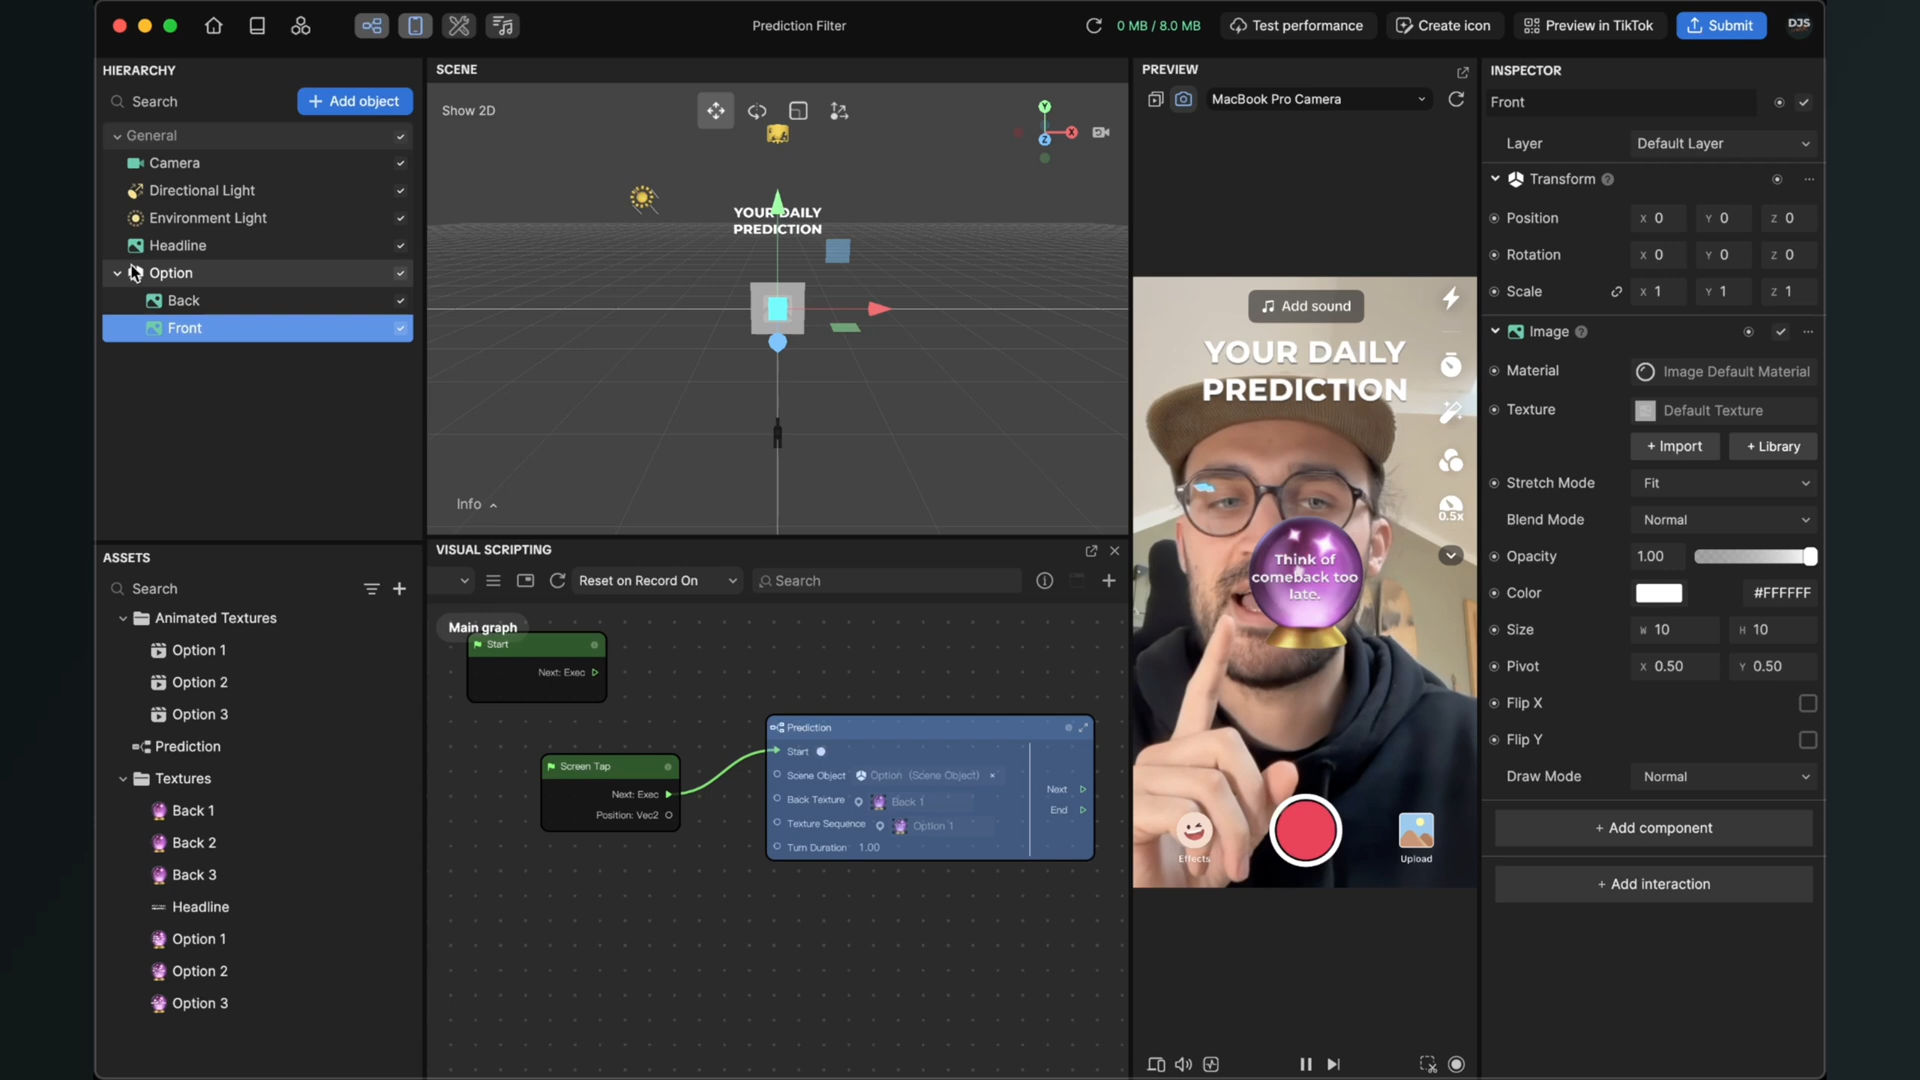 Prediction Filter
0 MB / 8.0 MB
Test performance
Create icon
Preview in TikTok
Submit
DJS
HIERARCHY
Search
+ Add object
General
Camera
Directional Light
Environment Light
Headline
Option
Back
Front
SCENE
Show 2D
Y
X
Z
YOUR DAILY
PREDICTION
Info
PREVIEW
MacBook Pro Camera
Add sound
YOUR DAILY
PREDICTION
0.5x
Think of
comeback too
late.
Effects
Upload
INSPECTOR
Front
Layer Default Layer
Transform
Position X 0 Y 0 Z 0
Rotation X 0 Y 0 Z 0
Scale X 1 Y 1 Z 1
Image
Material Image Default Material
Texture Default Texture
+ Import + Library
Stretch Mode Fit
Blend Mode Normal
Opacity 1.00
Color #FFFFFF
Size W 10 H 10
Pivot X 0.50 Y 0.50
Flip X
Flip Y
Draw Mode Normal
+ Add component
+ Add interaction
ASSETS
Search
Animated Textures
Option 1
Option 2
Option 3
Prediction
Textures
Back 1
Back 2
Back 3
Headline
Option 1
Option 2
Option 3
VISUAL SCRIPTING
Reset on Record On
Search
Main graph
Start
Next: Exec
Screen Tap
Next: Exec
Position: Vec2
Prediction
Start
Scene Object Option (Scene Object) ×
Back Texture Back 1
Texture Sequence Option 1
Turn Duration 1.00
Next
End